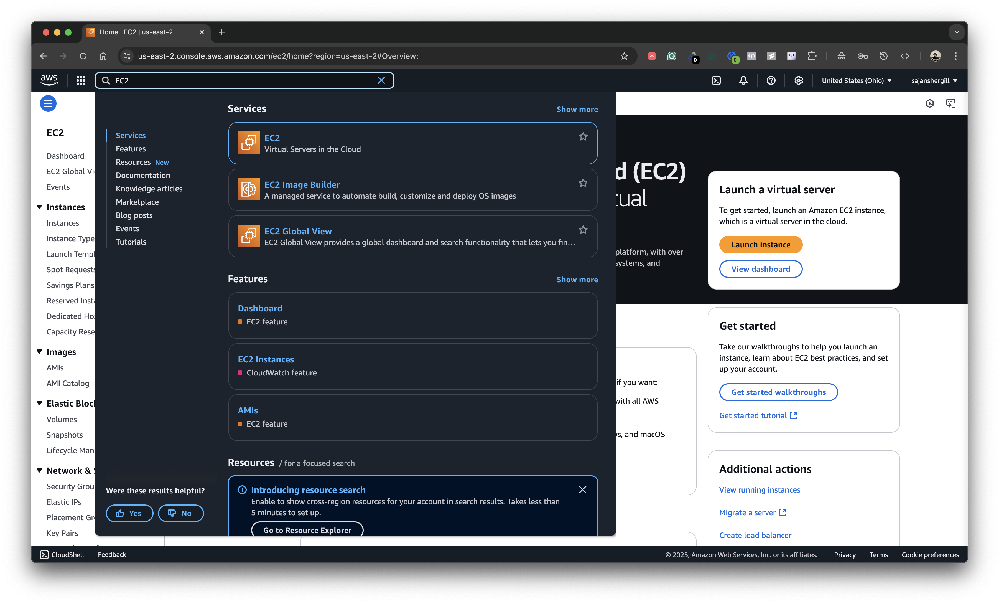 Home | EC2 | us-east-2
us-east-2.console.aws.amazon.com/ec2/home?region=us-east-2#Overview:
0
0
aws
EC2
United States (Ohio)
sajanshergill
EC2
Dashboard
EC2 Global Vi
Events
Instances
Instances
Instance Type
Launch Templ
Spot Requests
Savings Plans
Reserved Inst
Dedicated Ho
Capacity Rese
Images
AMIs
AMI Catalog
Elastic Bloc
Volumes
Snapshots
Lifecycle Man
Network &
Security Grou
Elastic IPs
Placement Gr
Key Pairs
Services
Features
Resources New
Documentation
Knowledge articles
Marketplace
Blog posts
Events
Tutorials
Were these results helpful?
Yes
No
Services
Show more
EC2
Virtual Servers in the Cloud
EC2 Image Builder
A managed service to automate build, customize and deploy OS images
EC2 Global View
EC2 Global View provides a global dashboard and search functionality that lets you fin...
Features
Show more
Dashboard
EC2 feature
EC2 Instances
CloudWatch feature
AMIs
EC2 feature
Resources / for a focused search
Introducing resource search
Enable to show cross-region resources for your account in search results. Takes less than
5 minutes to set up.
Go to Resource Explorer
d (EC2)
tual
platform, with over
systems, and
if you want:
with all AWS
s, and macOS
Launch a virtual server
To get started, launch an Amazon EC2 instance,
which is a virtual server in the cloud.
Launch instance
View dashboard
Get started
Take our walkthroughs to help you launch an
instance, learn about EC2 best practices, and set
up your account.
Get started walkthroughs
Get started tutorial
Additional actions
View running instances
Migrate a server
Create load balancer
CloudShell
Feedback
© 2025, Amazon Web Services, Inc. or its affiliates.
Privacy
Terms
Cookie preferences